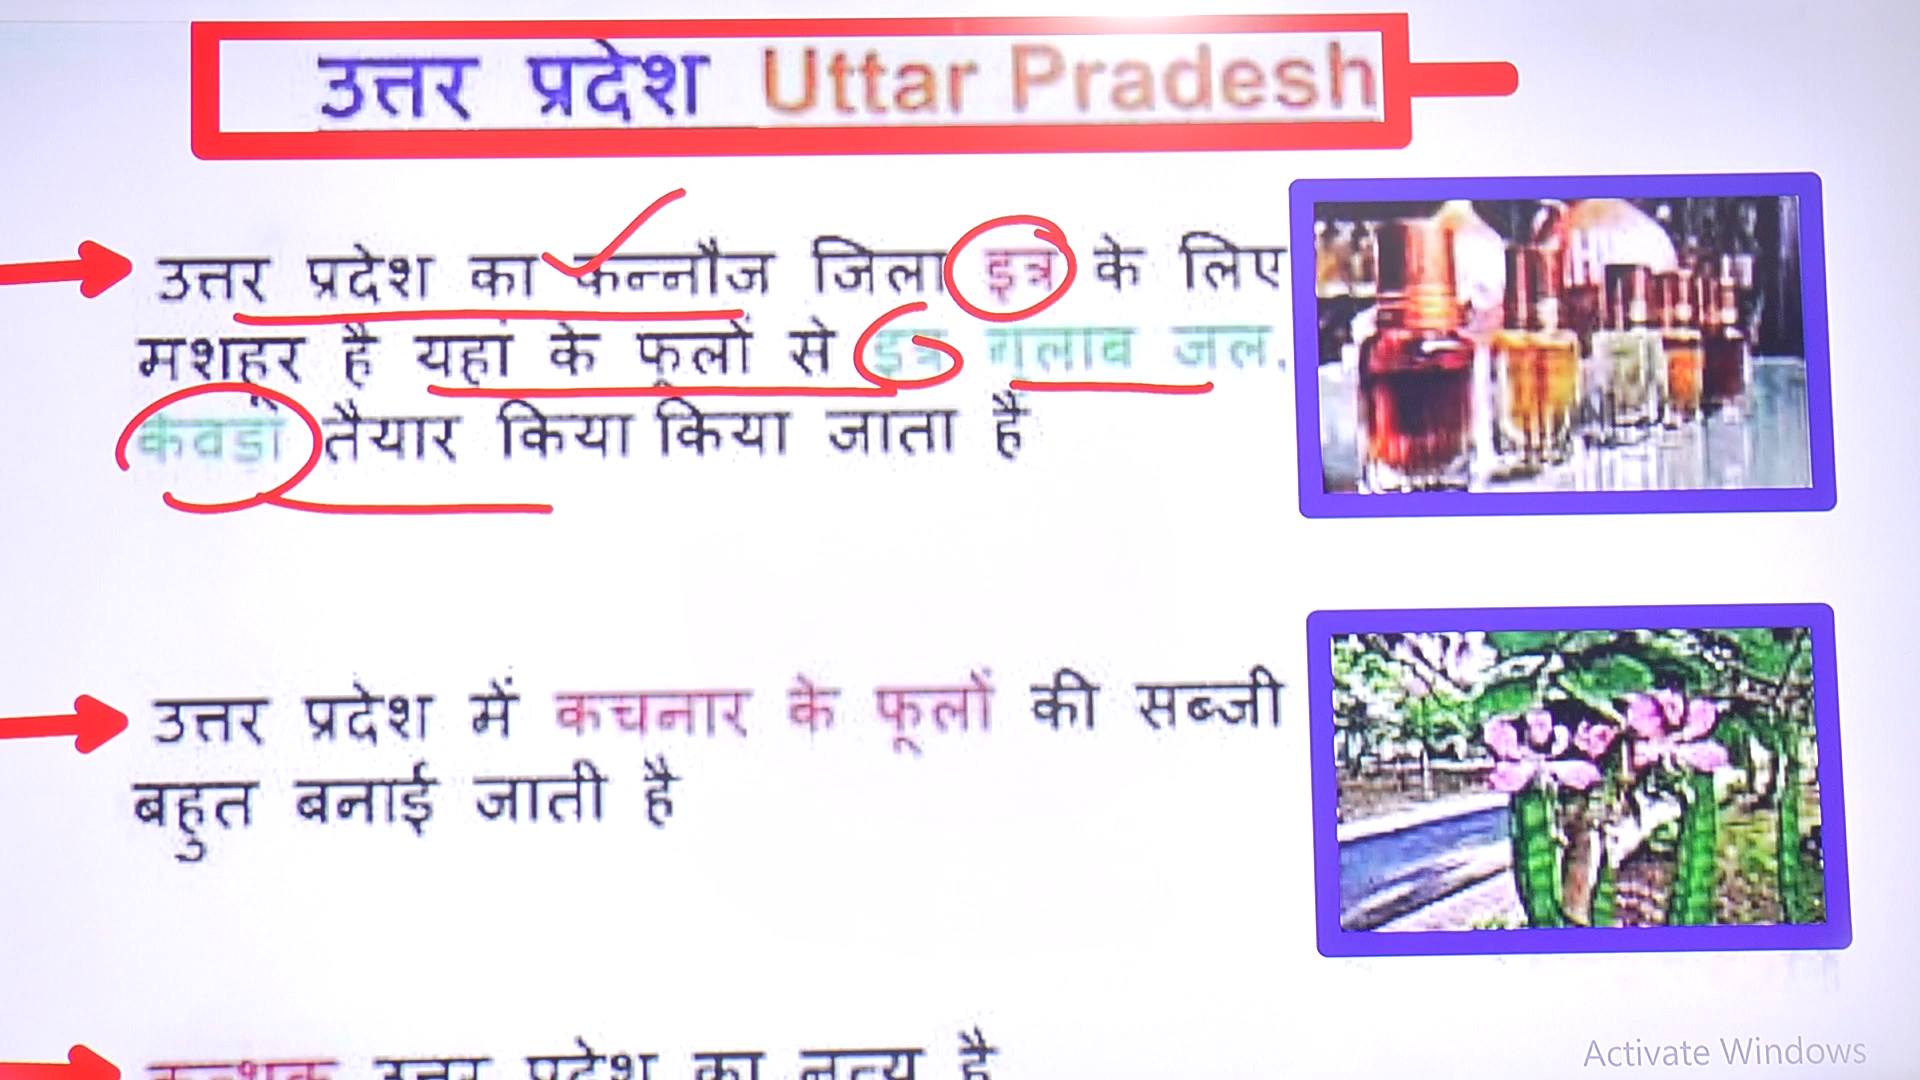 उत्तर प्रदेश Uttar Pradesh
उत्तर प्रदेश का कन्नौज जिला इत्र के लिए
मशहूर है यहां के फूलों से इत्र गुलाब जल,
केवड़ा तैयार किया किया जाता है
उत्तर प्रदेश में कचनार के फूलों की सब्जी
बहुत बनाई जाती है
उत्तर प्रदेश का नृत्य है
Activate Windows